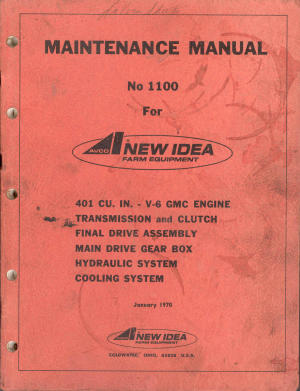 MAINTENANCE MANUAL
No 1100
For
AVCO
NEW IDEA
FARM EQUIPMENT
401 CU. IN. - V-6 GMC ENGINE
TRANSMISSION and CLUTCH
FINAL DRIVE ASSEMBLY
MAIN DRIVE GEAR BOX
HYDRAULIC SYSTEM
COOLING SYSTEM
January 1970
NEW IDEA
FARM EQUIPMENT
COLDWATER, OHIO, 45828 U.S.A.